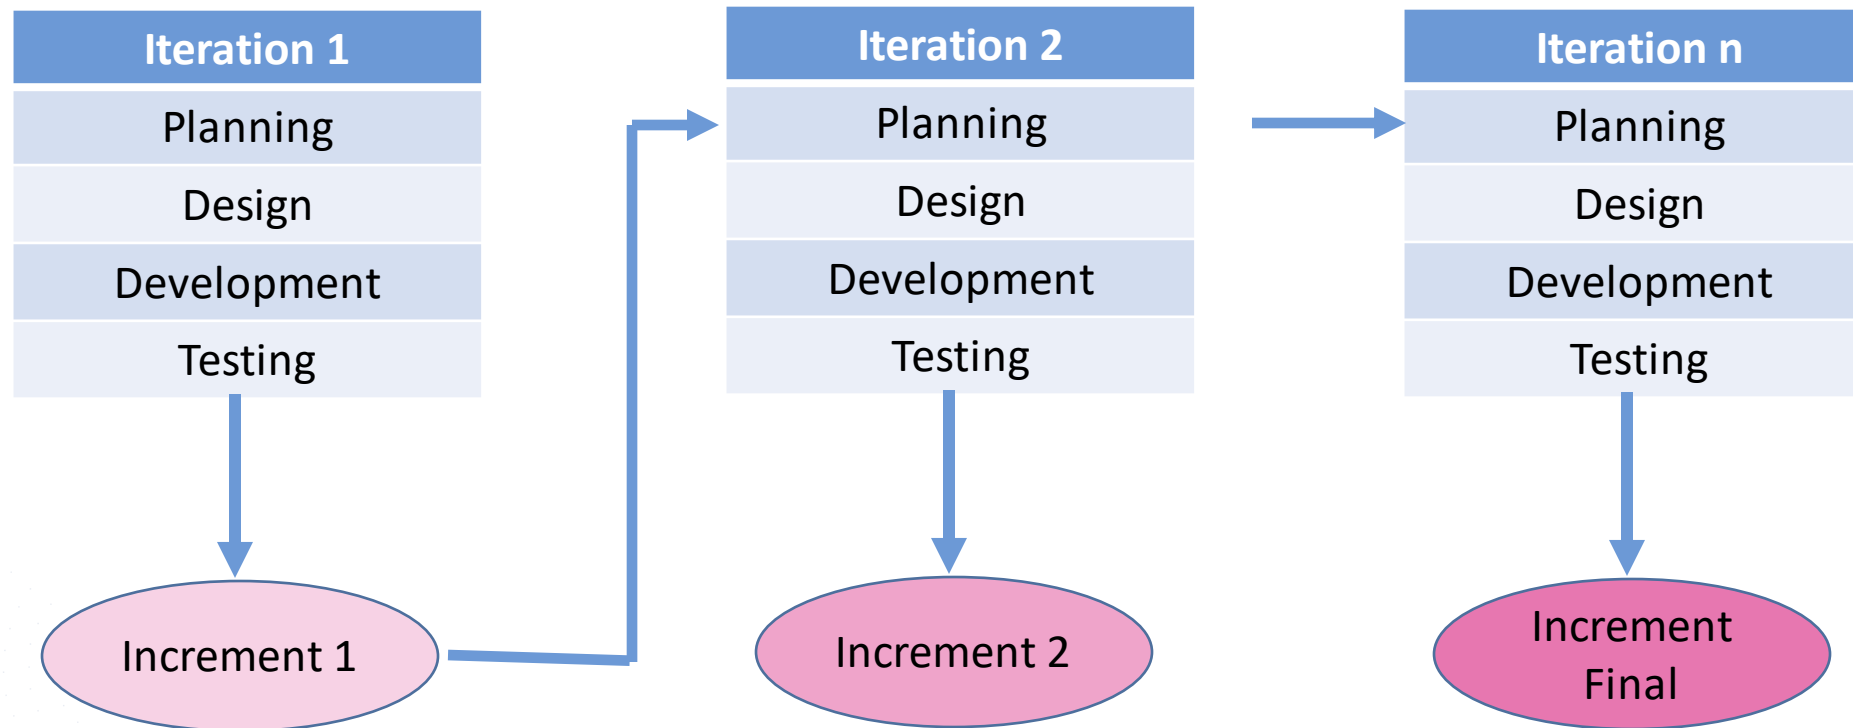 Iteration 1
Planning
Design
Development
Testing
Increment 1
Iteration 2
Planning
Design
Development
Testing
Increment 2
Iteration n
Planning
Design
Development
Testing
Increment
Final